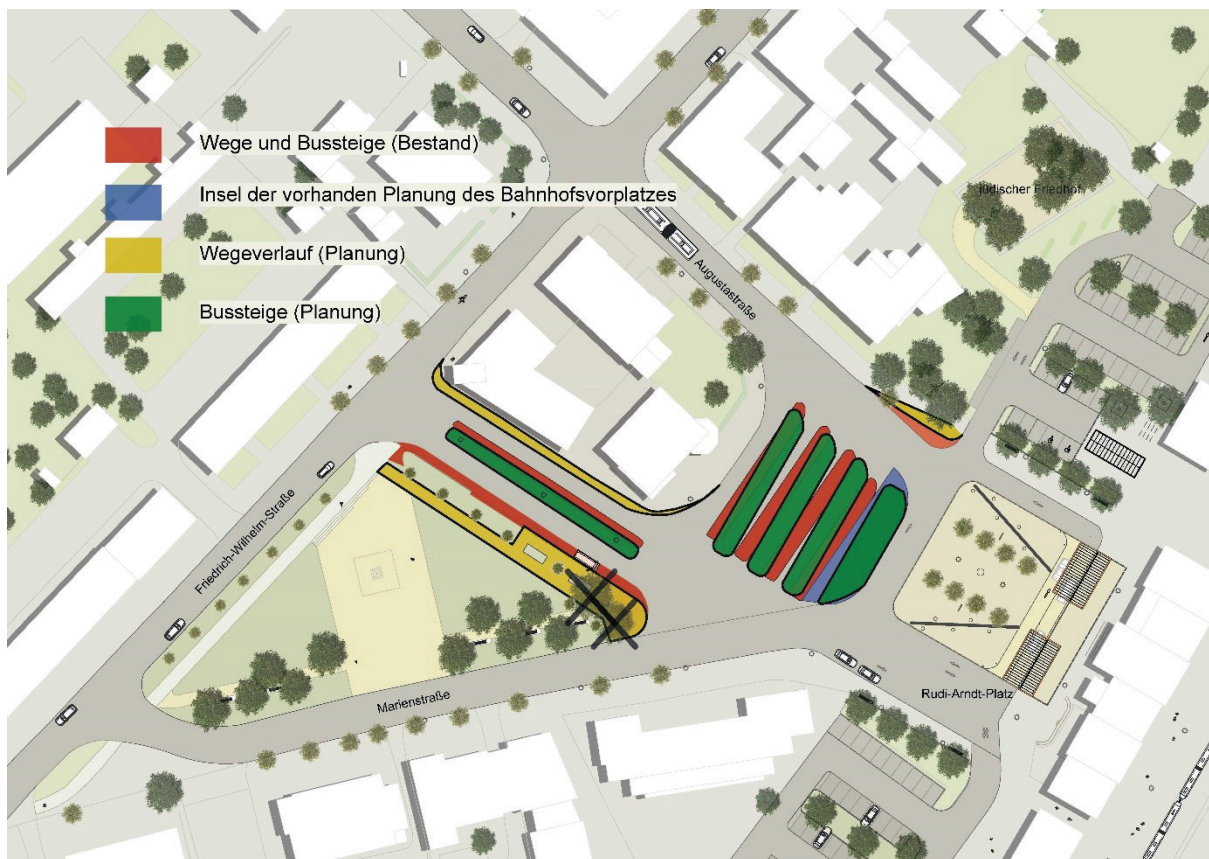 Wege und Bussteige (Bestand)
Insel der vorhanden Planung des Bahnhofsvorplatzes
Wegeverlauf (Planung)
Bussteige (Planung)
jüdischer Friedhof
Augustastraße
Friedrich-Wilhelm-Straße
Marienstraße
Rudi-Arndt-Platz